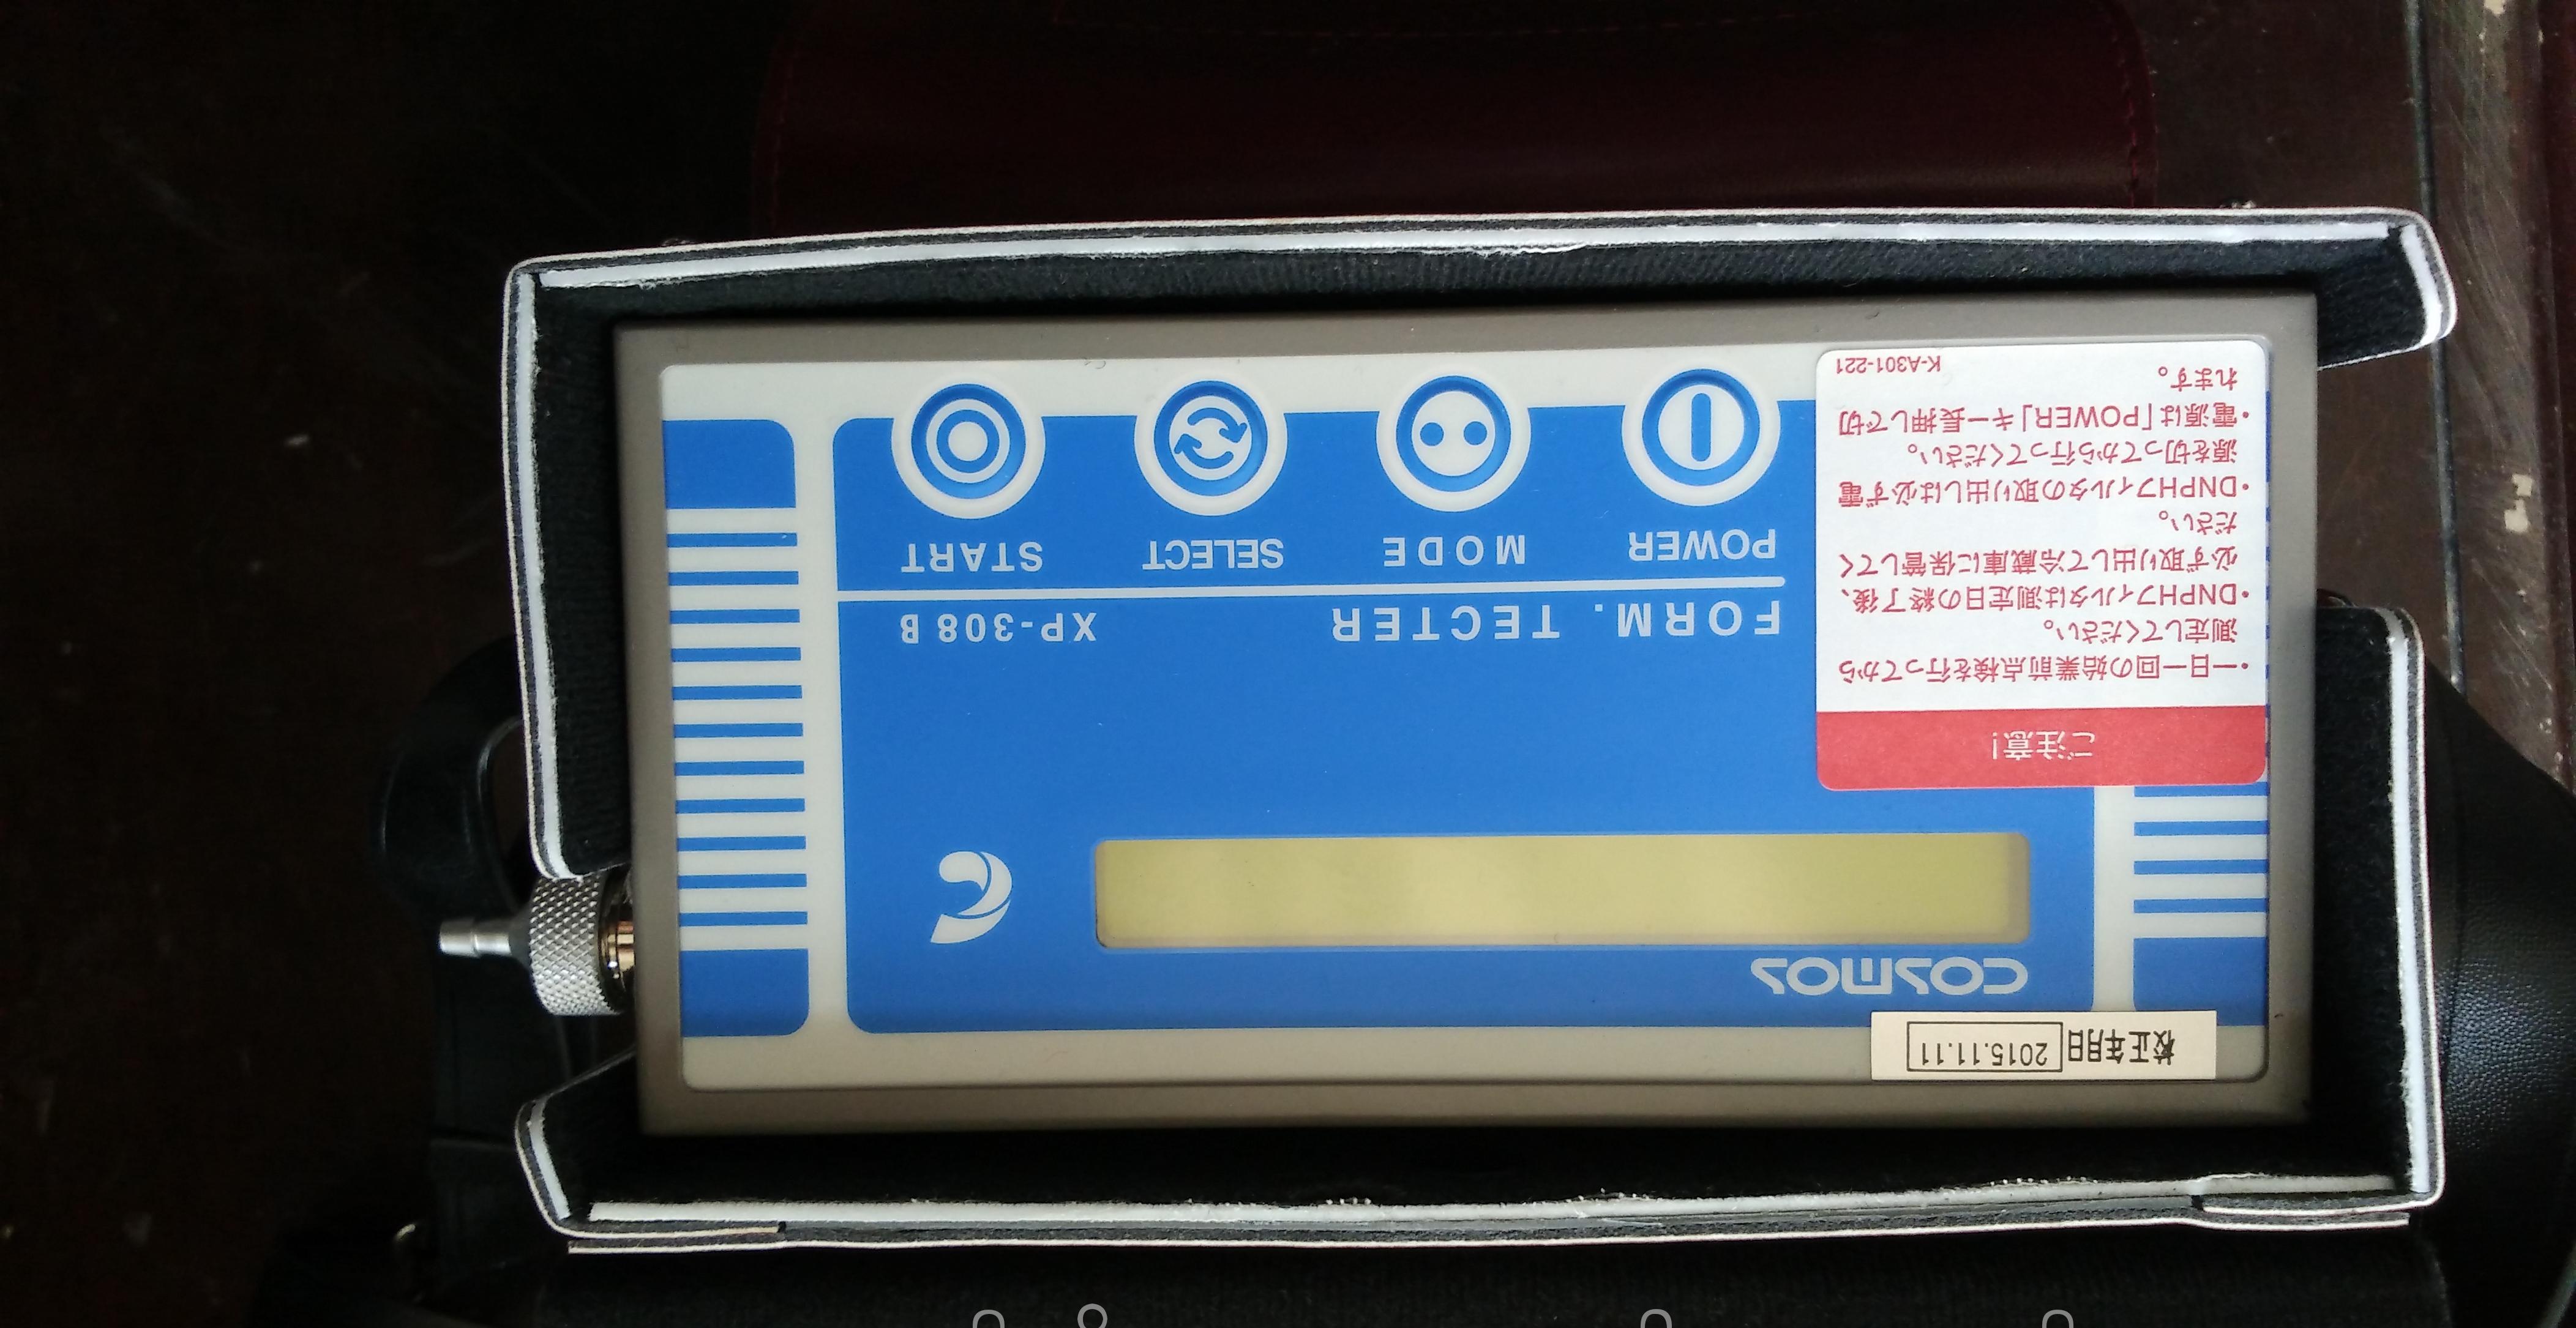 校正年月日 2015.11.11
COSMOS
ご注意!
・一日一回の始業前点検を行ってから
測定してください。
・DNPHフィルタは測定日の終了後、
必ず取り出して冷蔵庫に保管してく
ださい。
・DNPHフィルタの取り出しは必ず電
源を切ってから行ってください。
・電源は「POWER」キー長押しで切
れます。
K-A301-221
FORM. TECTER XP-308 B
POWER MODE SELECT START